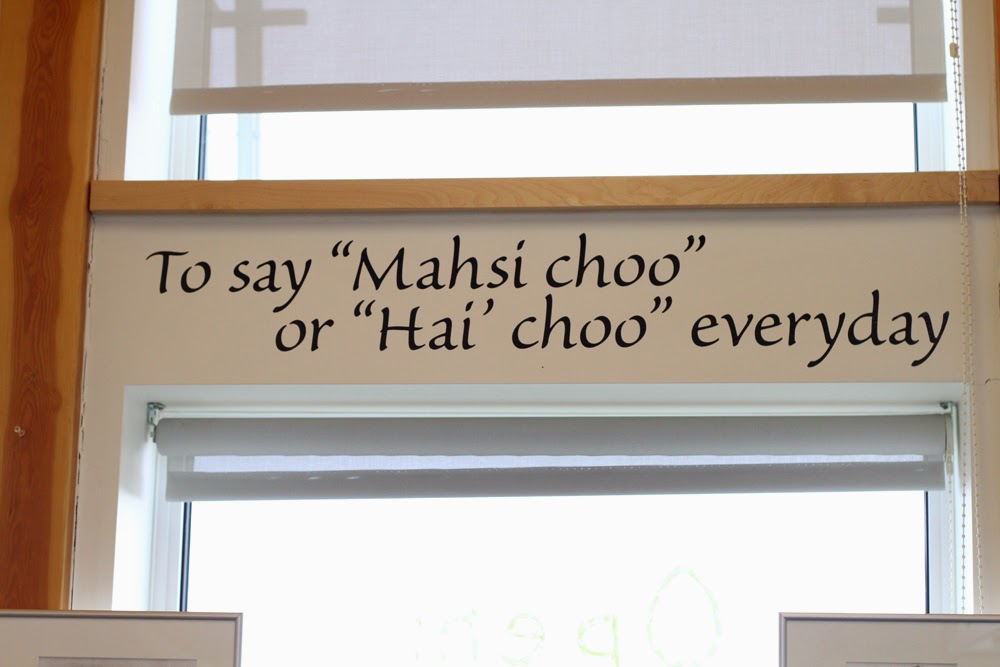 To say “Mahsi choo”
or “Hai’ choo” everyday